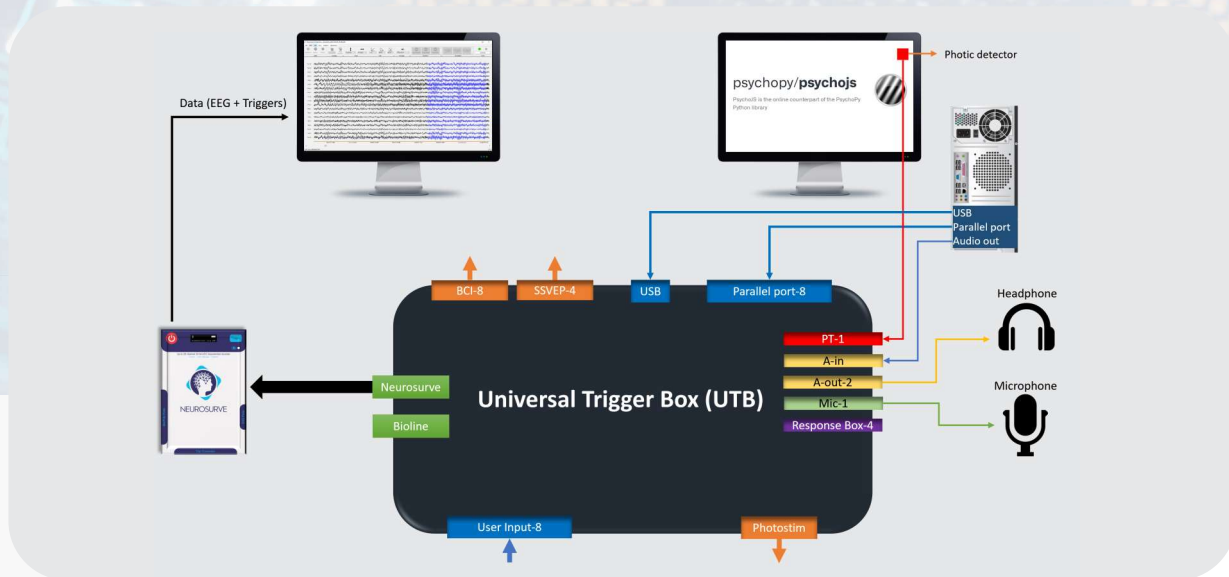 Photic detector
psychopy/psychojs
PsychoJS is the online counterpart of the PsychoPy
Python library
Data (EEG + Triggers)
USB
Parallel port
Audio out
BCI-8
SSVEP-4
USB
Parallel port-8
Headphone
PT-1
A-in
A-out-2
Mic-1
Response Box-4
Microphone
Neurosurve
Bioline
Universal Trigger Box (UTB)
NEUROSURVE
User Input-8
Photostim